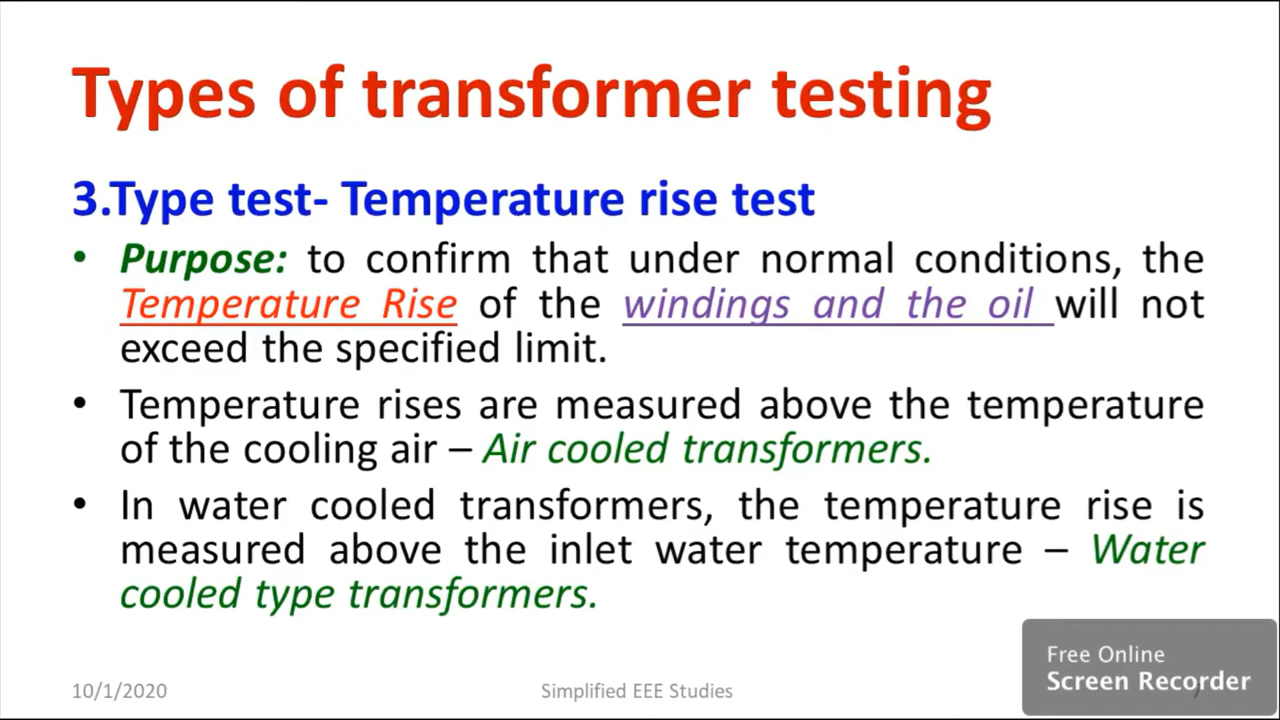 Types of transformer testing
3.Type test- Temperature rise test
• Purpose: to confirm that under normal conditions, the
Temperature Rise of the windings and the oil will not
exceed the specified limit.
• Temperature rises are measured above the temperature
of the cooling air – Air cooled transformers.
• In water cooled transformers, the temperature rise is
measured above the inlet water temperature – Water
cooled type transformers.
10/1/2020
Simplified EEE Studies
Free Online
Screen Recorder